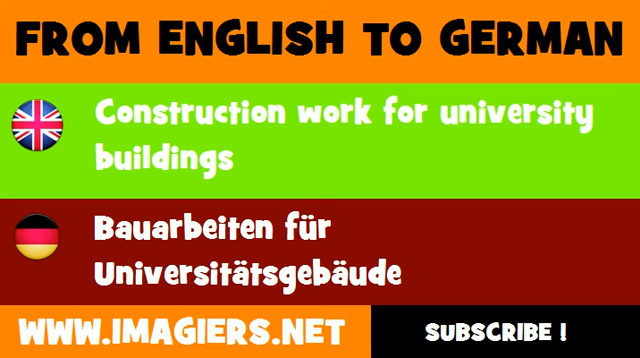 FROM ENGLISH TO GERMAN
Construction work for university
buildings
Bauarbeiten für
Universitätsgebäude
WWW.IMAGIERS.NET
SUBSCRIBE !